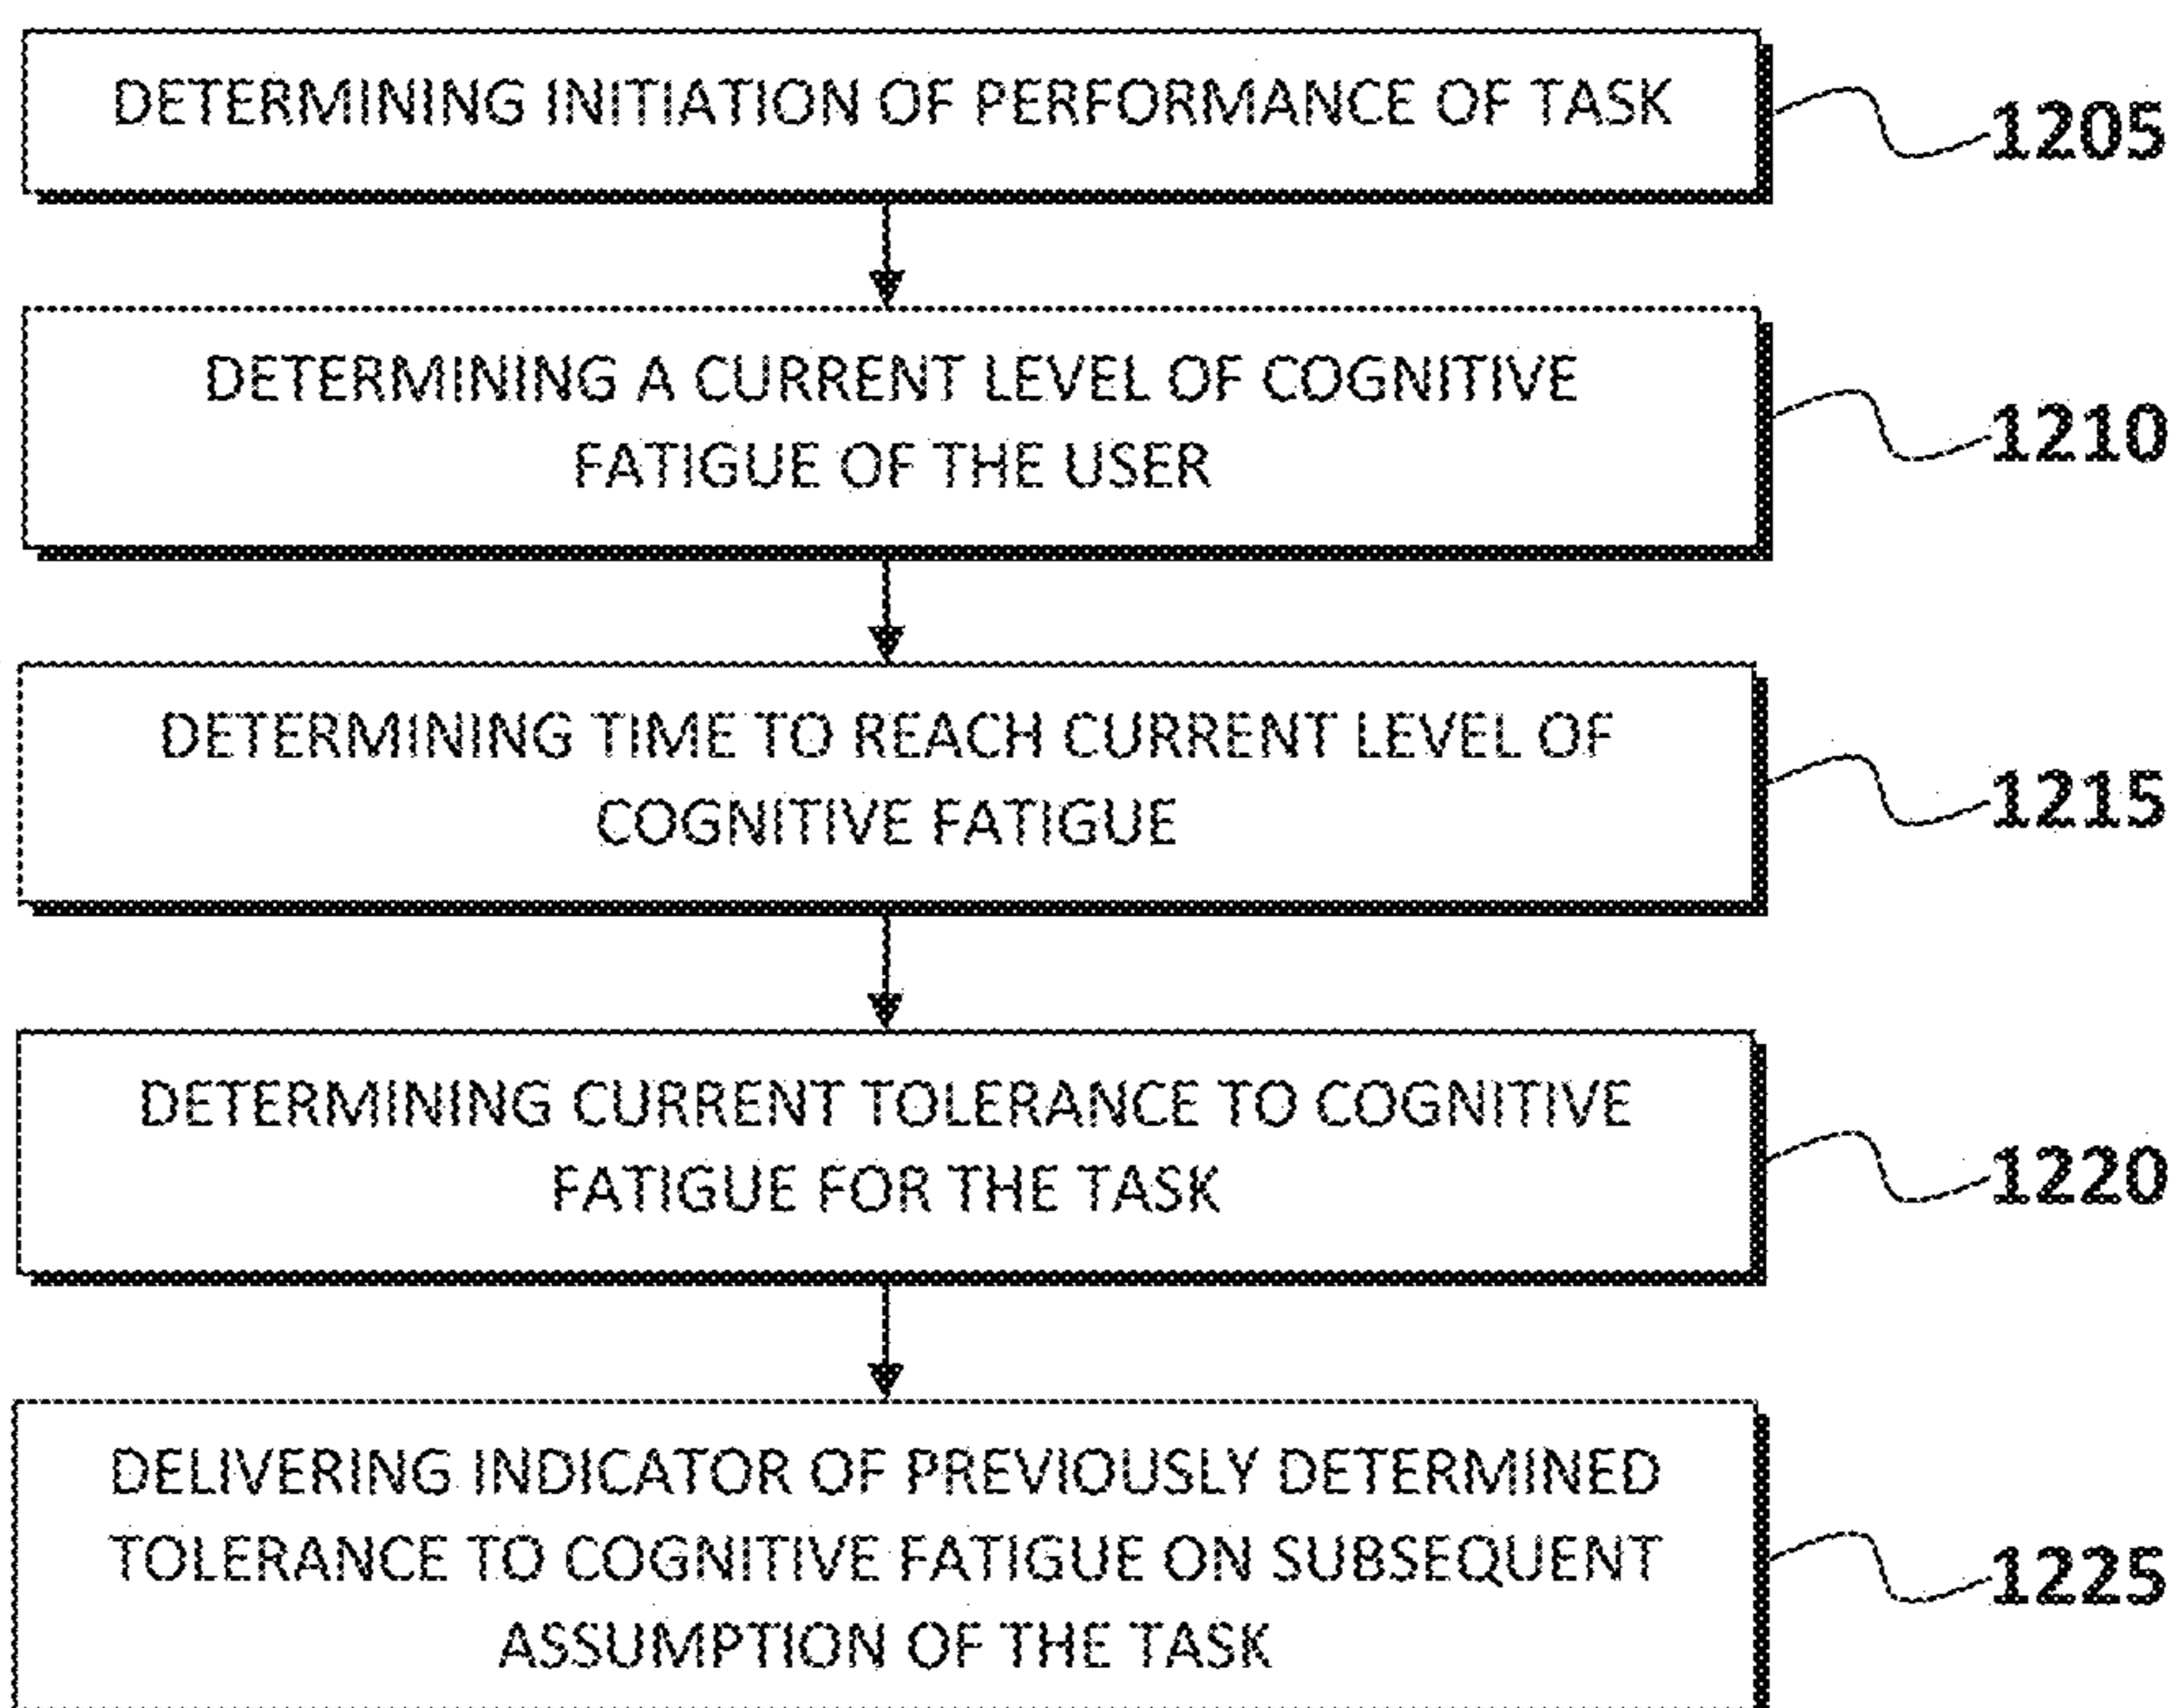 DETERMINING INITIATION OF PERFORMANCE OF TASK
1205
DETERMINING A CURRENT LEVEL OF COGNITIVE
FATIGUE OF THE USER
1210
DETERMINING TIME TO REACH CURRENT LEVEL OF
COGNITIVE FATIGUE
1215
DETERMINING CURRENT TOLERANCE TO COGNITIVE
FATIGUE FOR THE TASK
1220
DELIVERING INDICATOR OF PREVIOUSLY DETERMINED
TOLERANCE TO COGNITIVE FATIGUE ON SUBSEQUENT
ASSUMPTION OF THE TASK
1225